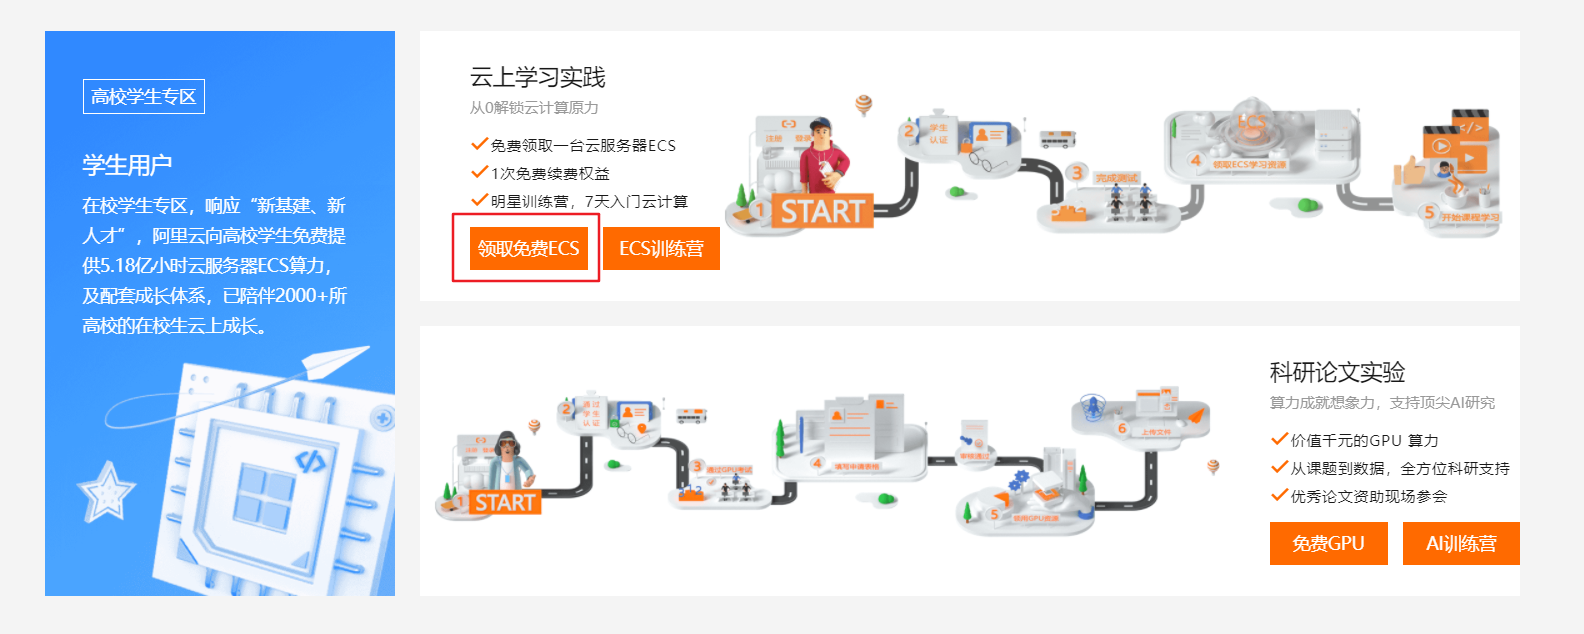 高校学生专区
学生用户
在校学生专区，响应“新基建、新
人才”，阿里云向高校学生免费提
供5.18亿小时云服务器ECS算力，
及配套成长体系，已陪伴2000+所
高校的在校生云上成长。
云上学习实践
从0解锁云计算原力
免费领取一台云服务器ECS
1次免费续费权益
明星训练营，7天入门云计算
领取免费ECS
ECS训练营
注册 登录
1
START
2
学生
认证
3
完成测试
ECS
4
领取ECS学习资源
5
开始课程学习
1
START
2
通过
学生
认证
3
通过GPU考试
4
填写申请表格
审核通过
5
领用GPU资源
6
上传文件
科研论文实验
算力成就想象力，支持顶尖AI研究
价值千元的GPU 算力
从课题到数据，全方位科研支持
优秀论文资助现场参会
免费GPU
AI训练营